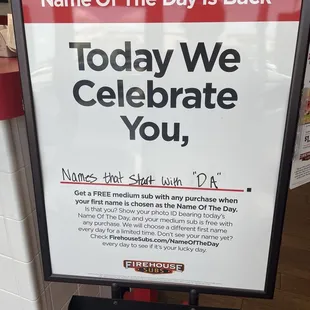 Name Of The Day Is Back
Today We
Celebrate
You,
Names that start with "DA".
Get a FREE medium sub with any purchase when
your first name is chosen as the Name Of The Day.
Is that you? Show your photo ID bearing today's
Name Of The Day, and your medium sub is free with
any purchase. We will choose a different first name
every day for a limited time. Don't see your name yet?
Check FirehouseSubs.com/NameOfTheDay
every day to see if it's your lucky day.
FIREHOUSE
SUBS